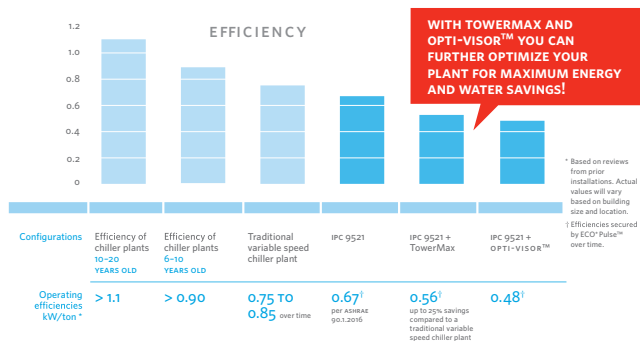 EFFICIENCY
1.2
1.0
0.8
0.6
0.4
0.2
0
WITH TOWERMAX AND
OPTI-VISOR™ YOU CAN
FURTHER OPTIMIZE YOUR
PLANT FOR MAXIMUM ENERGY
AND WATER SAVINGS!
* Based on reviews
from prior
installations. Actual
values will vary
based on building
size and location.
† Efficiencies secured
by ECO® Pulse™
over time.
Configurations
Efficiency of
chiller plants
10–20
YEARS OLD
Efficiency of
chiller plants
6–10
YEARS OLD
Traditional
variable speed
chiller plant
IPC 9521
IPC 9521 +
TowerMax
IPC 9521 +
OPTI-VISOR™
Operating
efficiencies
kW/ton *
> 1.1
> 0.90
0.75 TO
0.85 over time
0.67†
per ASHRAE
90.1.2016
0.56†
up to 25% savings
compared to a
traditional variable
speed chiller plant
0.48†